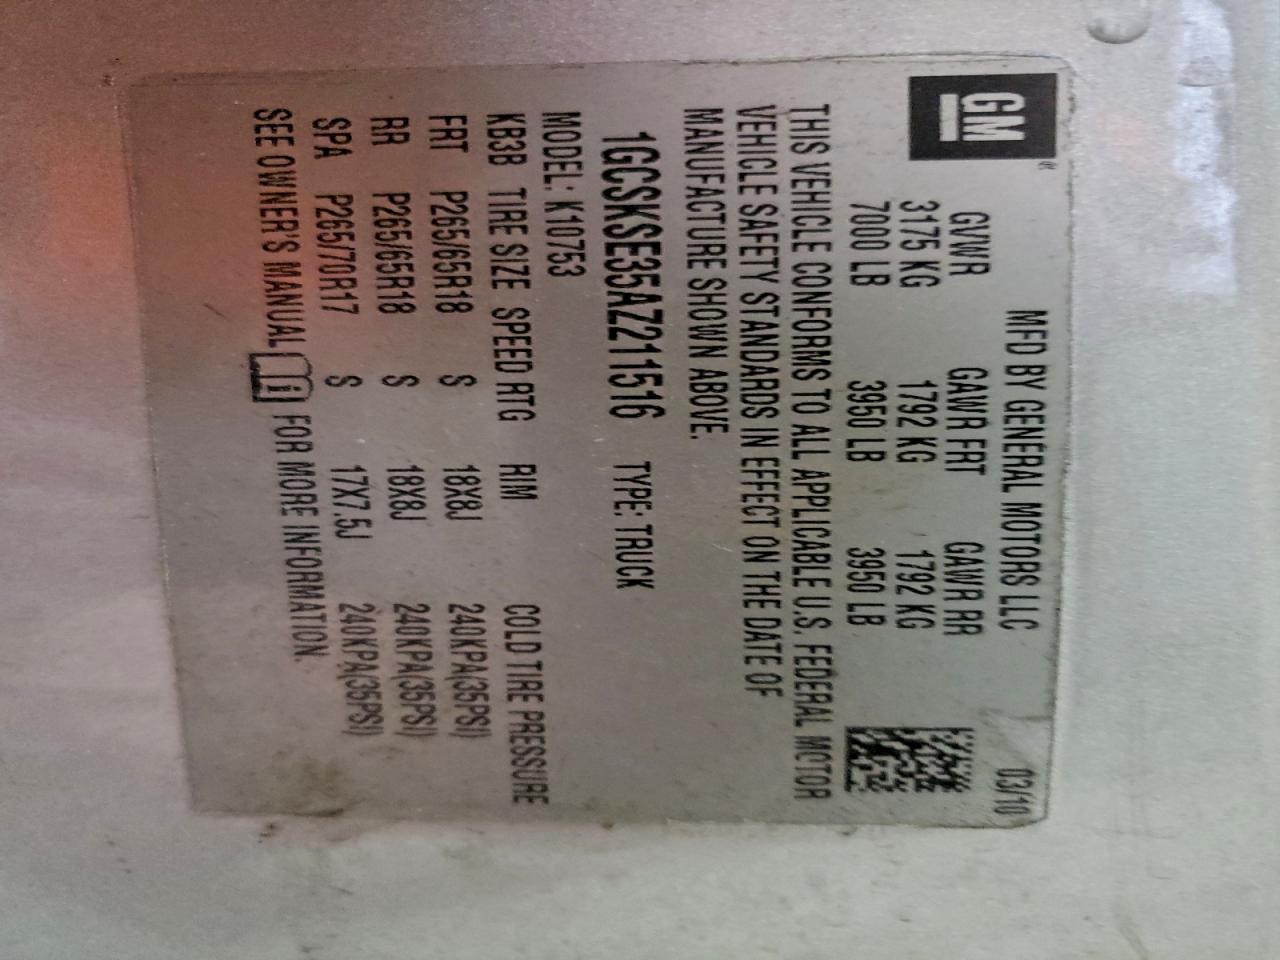 GM
MFD BY GENERAL MOTORS LLC 03/10
GVWR GAWR FRT GAWR RR
3175 KG 1792 KG 1792 KG
7000 LB 3950 LB 3950 LB
THIS VEHICLE CONFORMS TO ALL APPLICABLE U.S. FEDERAL MOTOR
VEHICLE SAFETY STANDARDS IN EFFECT ON THE DATE OF
MANUFACTURE SHOWN ABOVE.
1GCSKSE35AZ211516 TYPE: TRUCK
MODEL: K10753
KB3B TIRE SIZE SPEED RTG RIM COLD TIRE PRESSURE
FRT P265/65R18 S 18X8J 240KPA(35PSI)
RR P265/65R18 S 18X8J 240KPA(35PSI)
SPA P265/70R17 S 17X7.5J 240KPA(35PSI)
SEE OWNER'S MANUAL i FOR MORE INFORMATION.